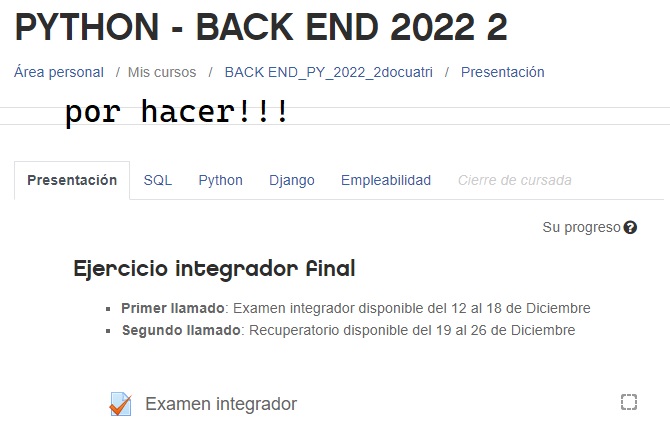 PYTHON - BACK END 2022 2
Área personal / Mis cursos / BACK END_PY_2022_2docuatri / Presentación
por hacer!!!
Presentación SQL Python Django Empleabilidad Cierre de cursada
Su progreso ?
Ejercicio integrador final
Primer llamado: Examen integrador disponible del 12 al 18 de Diciembre
Segundo llamado: Recuperatorio disponible del 19 al 26 de Diciembre
Examen integrador